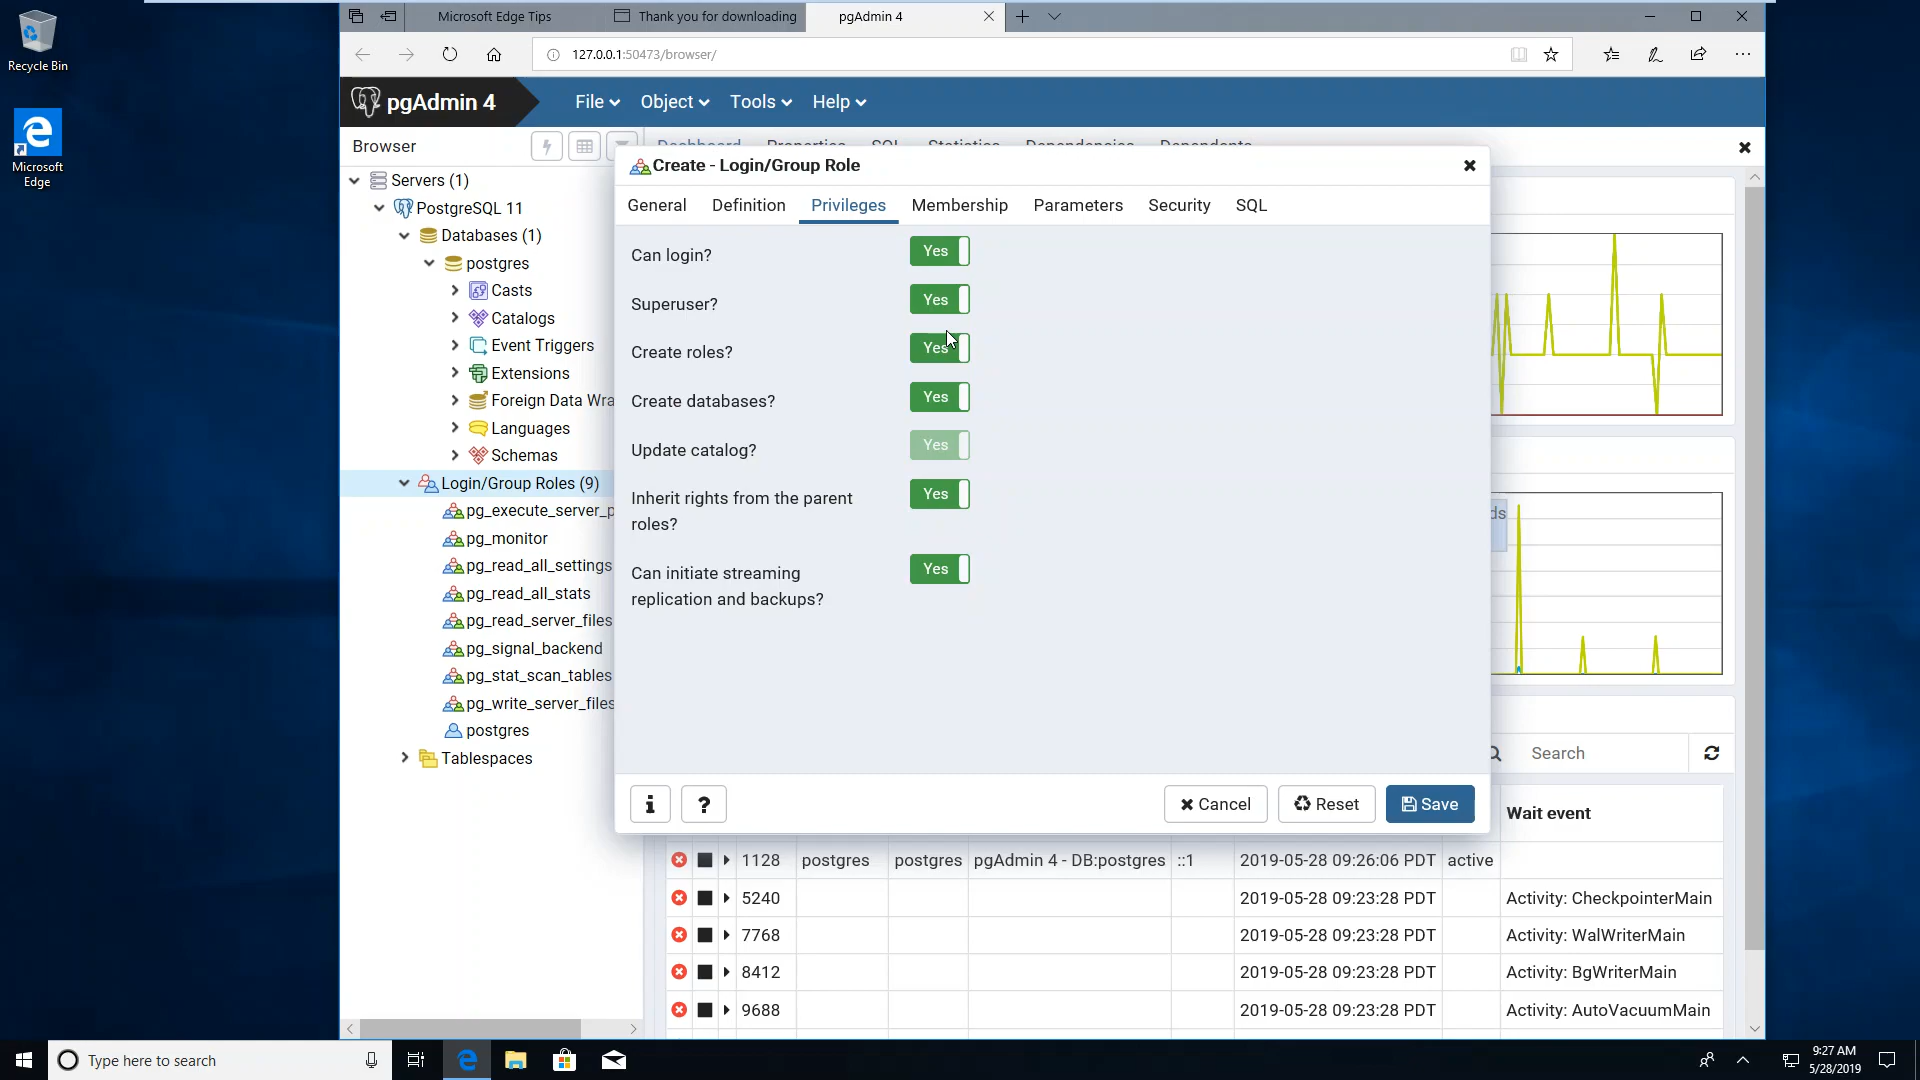 Recycle Bin
Microsoft
Edge
Microsoft Edge Tips
Thank you for downloading
pgAdmin 4
127.0.0.1:50473/browser/
pgAdmin 4
File
Object
Tools
Help
Browser
Dashboard
Properties
SQL
Statistics
Dependencies
Dependents
Servers (1)
PostgreSQL 11
Databases (1)
postgres
Casts
Catalogs
Event Triggers
Extensions
Foreign Data Wra
Languages
Schemas
Login/Group Roles (9)
pg_execute_server_p
pg_monitor
pg_read_all_settings
pg_read_all_stats
pg_read_server_files
pg_signal_backend
pg_stat_scan_tables
pg_write_server_files
postgres
Tablespaces
Create - Login/Group Role
General
Definition
Privileges
Membership
Parameters
Security
SQL
Can login?
Yes
Superuser?
Yes
Create roles?
Yes
Create databases?
Yes
Update catalog?
Yes
Inherit rights from the parent
roles?
Yes
Can initiate streaming
replication and backups?
Yes
i
?
Cancel
Reset
Save
ds
Search
Wait event
1128 postgres postgres pgAdmin 4 - DB:postgres ::1 2019-05-28 09:26:06 PDT active
5240 2019-05-28 09:23:28 PDT Activity: CheckpointerMain
7768 2019-05-28 09:23:28 PDT Activity: WalWriterMain
8412 2019-05-28 09:23:28 PDT Activity: BgWriterMain
9688 2019-05-28 09:23:28 PDT Activity: AutoVacuumMain
Type here to search
9:27 AM
5/28/2019